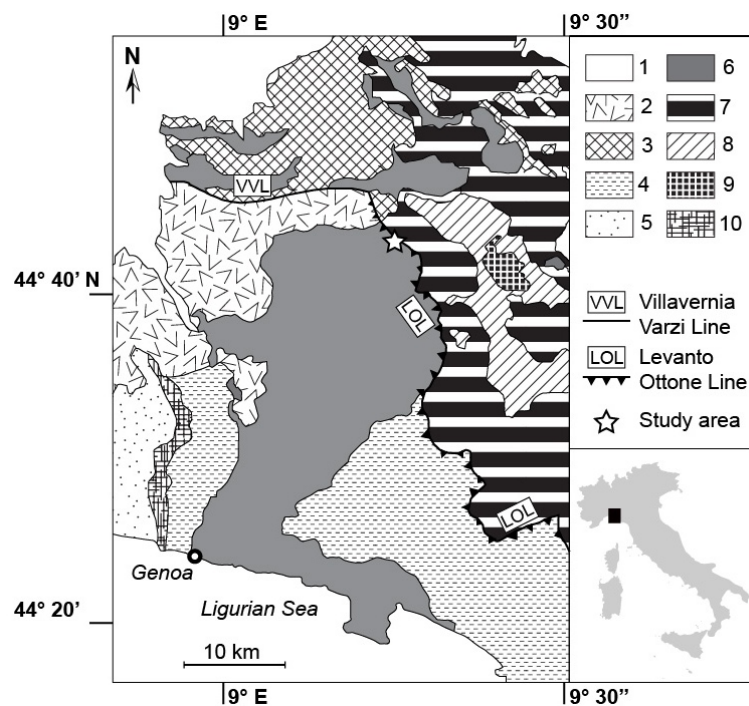 9° E
9° 30’’
N
VVL
44° 40’ N
LOL
LOL
Genoa
Ligurian Sea
44° 20’
10 km
9° E
9° 30’’
1
6
2
7
3
8
4
9
5
10
VVL Villavernia
Varzi Line
LOL Levanto
Ottone Line
Study area